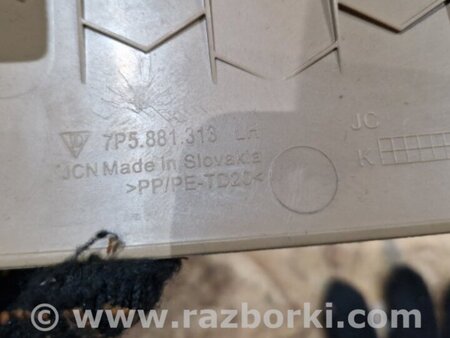 7P5.881.313 LH
JCN Made in Slovakia
>PP/PE-TD20<
JC
K
© www.razborki.com